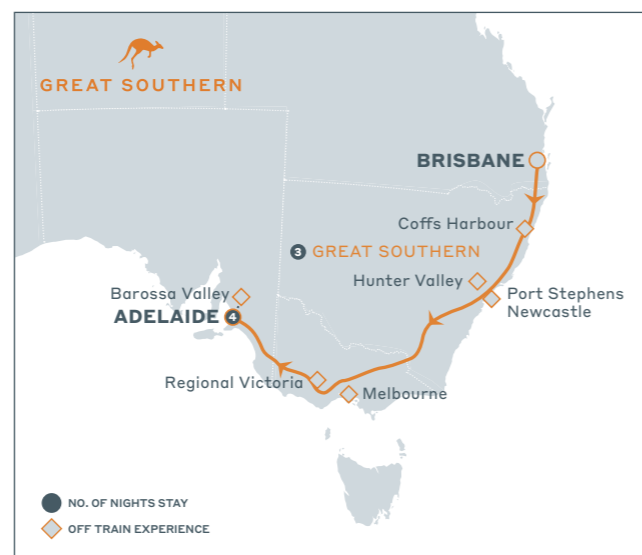 GREAT SOUTHERN
BRISBANE
Coffs Harbour
3 GREAT SOUTHERN
Hunter Valley
Port Stephens
Newcastle
Barossa Valley
ADELAIDE 4
Regional Victoria
Melbourne
NO. OF NIGHTS STAY
OFF TRAIN EXPERIENCE